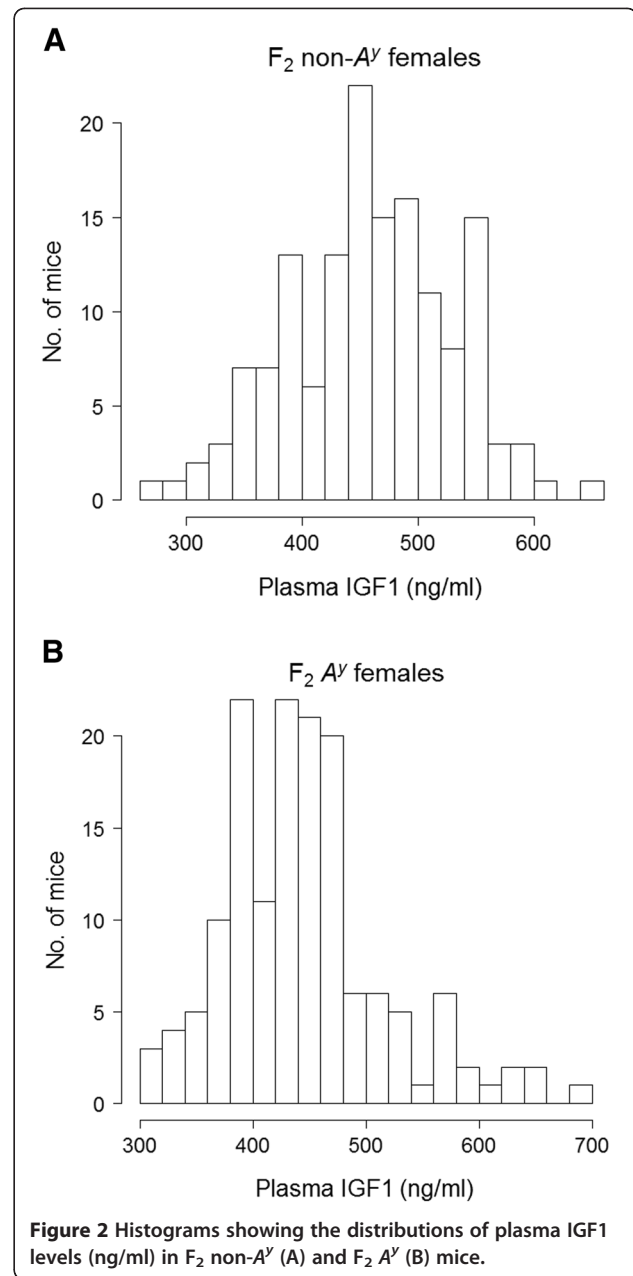 A
F₂ non-Aʸ females
20
15
10
5
0
No. of mice
300 400 500 600
Plasma IGF1 (ng/ml)
B
F₂ Aʸ females
20
15
10
5
0
No. of mice
300 400 500 600 700
Plasma IGF1 (ng/ml)
Figure 2 Histograms showing the distributions of plasma IGF1
levels (ng/ml) in F₂ non-Aʸ (A) and F₂ Aʸ (B) mice.